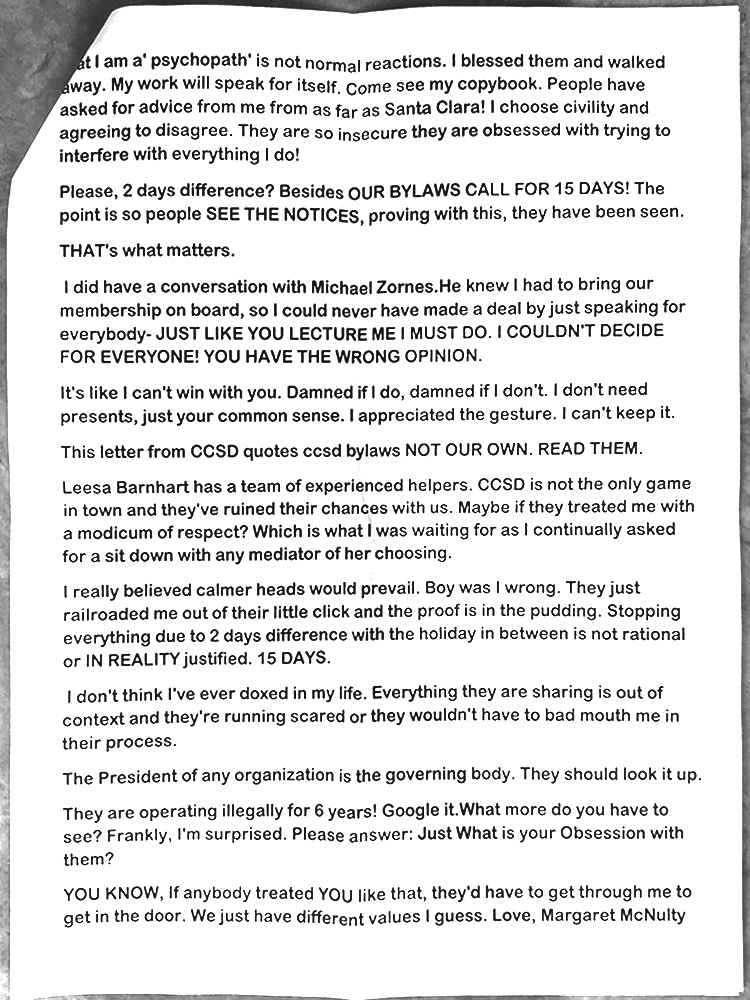 at I am a' psychopath' is not normal reactions. I blessed them and walked
away. My work will speak for itself. Come see my copybook. People have
asked for advice from me from as far as Santa Clara! I choose civility and
agreeing to disagree. They are so insecure they are obsessed with trying to
interfere with everything I do!
Please, 2 days difference? Besides OUR BYLAWS CALL FOR 15 DAYS! The
point is so people SEE THE NOTICES, proving with this, they have been seen.
THAT's what matters.
I did have a conversation with Michael Zornes.He knew I had to bring our
membership on board, so I could never have made a deal by just speaking for
everybody- JUST LIKE YOU LECTURE ME I MUST DO. I COULDN'T DECIDE
FOR EVERYONE! YOU HAVE THE WRONG OPINION.
It's like I can't win with you. Damned if I do, damned if I don't. I don't need
presents, just your common sense. I appreciated the gesture. I can't keep it.
This letter from CCSD quotes ccsd bylaws NOT OUR OWN. READ THEM.
Leesa Barnhart has a team of experienced helpers. CCSD is not the only game
in town and they've ruined their chances with us. Maybe if they treated me with
a modicum of respect? Which is what I was waiting for as I continually asked
for a sit down with any mediator of her choosing.
I really believed calmer heads would prevail. Boy was I wrong. They just
railroaded me out of their little click and the proof is in the pudding. Stopping
everything due to 2 days difference with the holiday in between is not rational
or IN REALITY justified. 15 DAYS.
I don't think I've ever doxed in my life. Everything they are sharing is out of
context and they're running scared or they wouldn't have to bad mouth me in
their process.
The President of any organization is the governing body. They should look it up.
They are operating illegally for 6 years! Google it.What more do you have to
see? Frankly, I'm surprised. Please answer: Just What is your Obsession with
them?
YOU KNOW, If anybody treated YOU like that, they'd have to get through me to
get in the door. We just have different values I guess. Love, Margaret McNulty